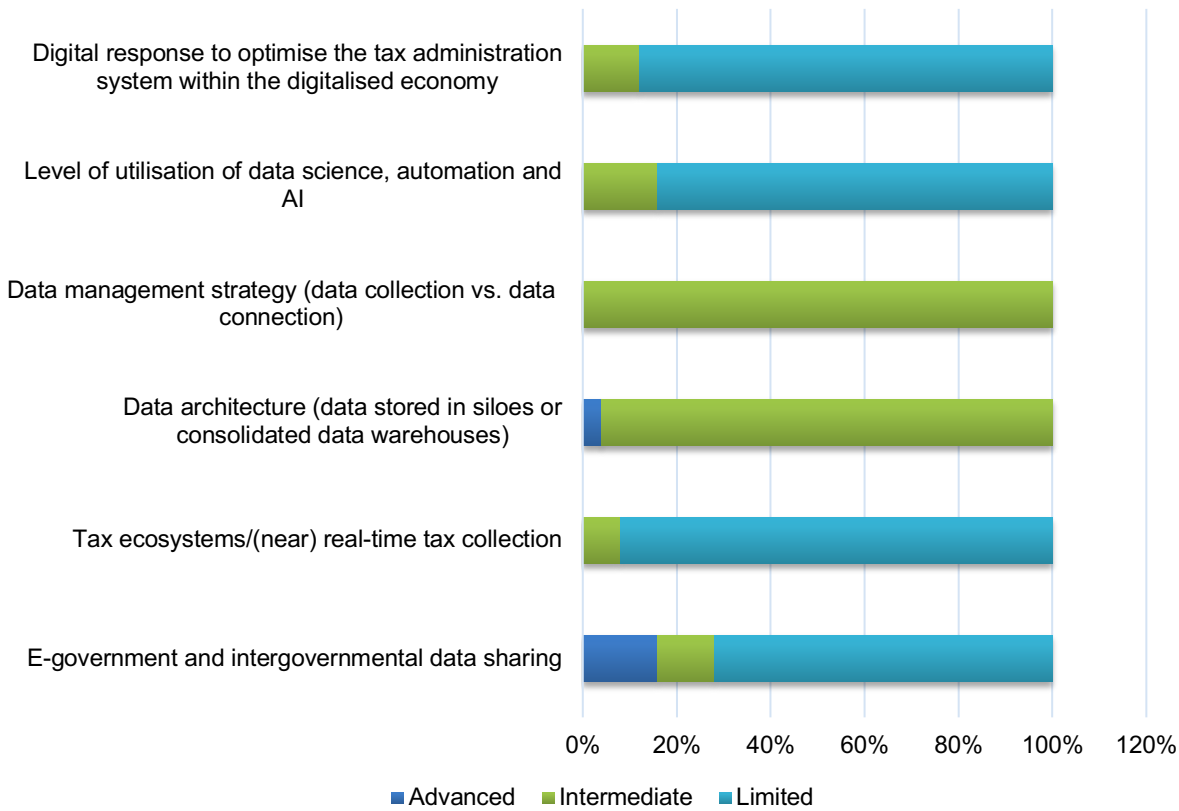 Digital response to optimise the tax administration
system within the digitalised economy
Level of utilisation of data science, automation and
AI
Data management strategy (data collection vs. data
connection)
Data architecture (data stored in siloes or
consolidated data warehouses)
Tax ecosystems/(near) real-time tax collection
E-government and intergovernmental data sharing
0% 20% 40% 60% 80% 100% 120%
Advanced Intermediate Limited